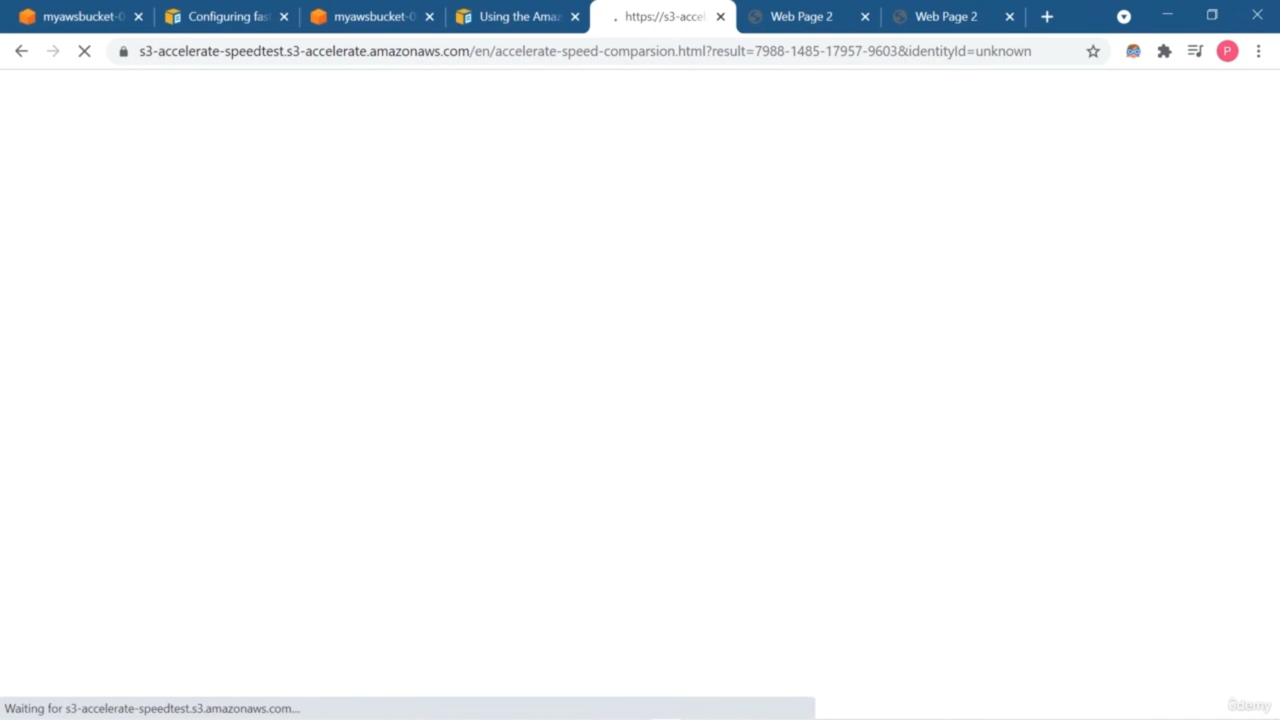 myawsbucket-0
Configuring fas
myawsbucket-0
Using the Amaz
https://s3-accel
Web Page 2
Web Page 2
s3-accelerate-speedtest.s3-accelerate.amazonaws.com/en/accelerate-speed-comparsion.html?result=7988-1485-17957-9603&identityId=unknown
P
Waiting for s3-accelerate-speedtest.s3.amazonaws.com...
ûdemy